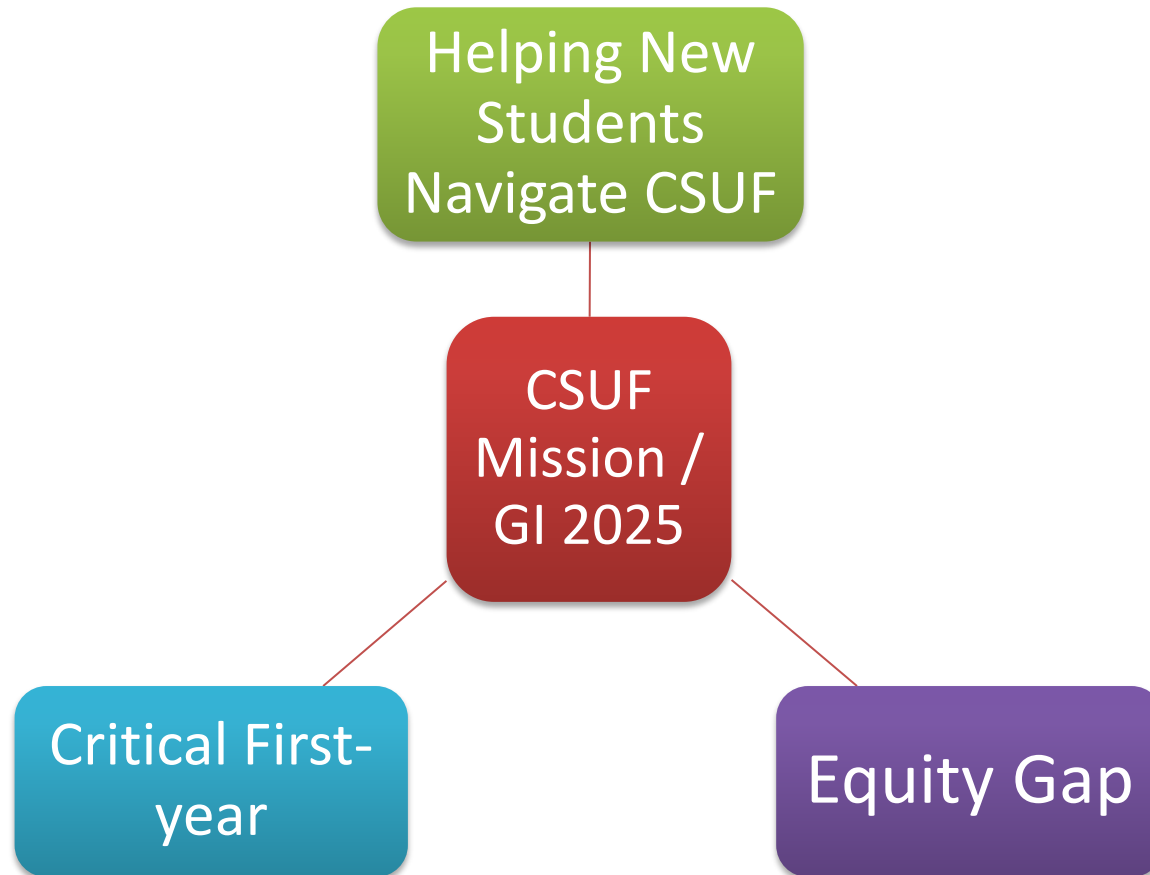 Helping New
Students
Navigate CSUF
CSUF
Mission /
GI 2025
Critical First-
year
Equity Gap